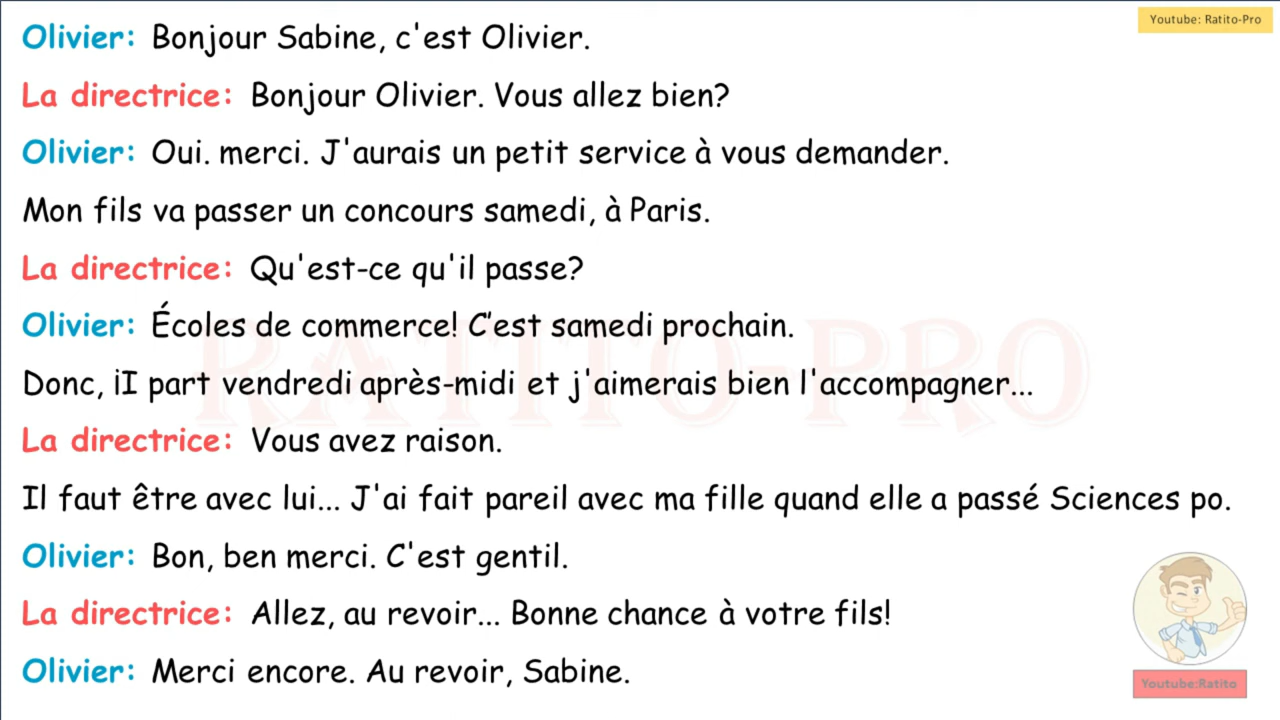 Youtube: Ratito-Pro
Olivier: Bonjour Sabine, c'est Olivier.
La directrice: Bonjour Olivier. Vous allez bien?
Olivier: Oui. merci. J'aurais un petit service à vous demander.
Mon fils va passer un concours samedi, à Paris.
La directrice: Qu'est-ce qu'il passe?
Olivier: Écoles de commerce! C'est samedi prochain.
Donc, iI part vendredi après-midi et j'aimerais bien l'accompagner...
La directrice: Vous avez raison.
Il faut être avec lui... J'ai fait pareil avec ma fille quand elle a passé Sciences po.
Olivier: Bon, ben merci. C'est gentil.
La directrice: Allez, au revoir... Bonne chance à votre fils!
Olivier: Merci encore. Au revoir, Sabine.
RATITO-PRO
Youtube:Ratito